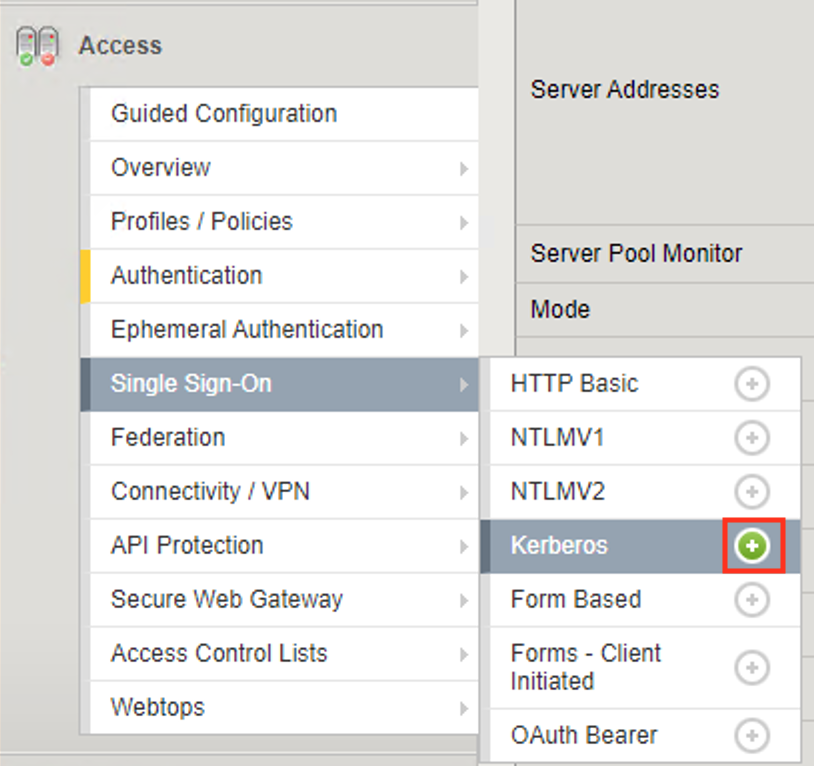 Access
Guided Configuration
Overview
Profiles / Policies
Authentication
Ephemeral Authentication
Single Sign-On
Federation
Connectivity / VPN
API Protection
Secure Web Gateway
Access Control Lists
Webtops
Server Addresses
Server Pool Monitor
Mode
HTTP Basic
NTLMV1
NTLMV2
Kerberos
Form Based
Forms - Client
Initiated
OAuth Bearer